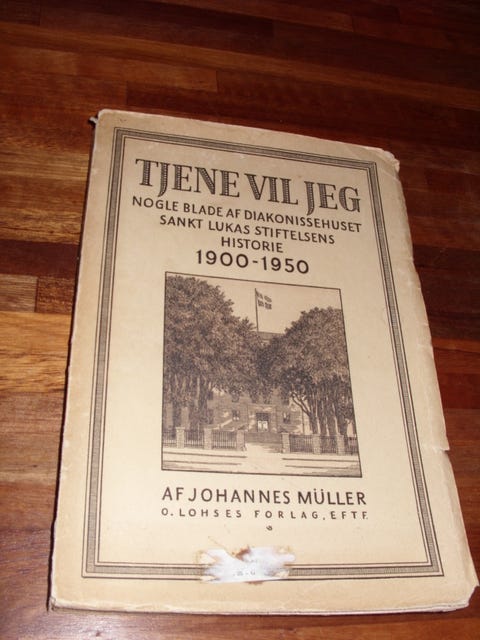 TJENE VIL JEG
NOGLE BLADE AF DIAKONISSEHUSET
SANKT LUKAS STIFTELSENS
HISTORIE
1900-1950
AF JOHANNES MÜLLER
O. LOHSES FORLAG, EFTF.